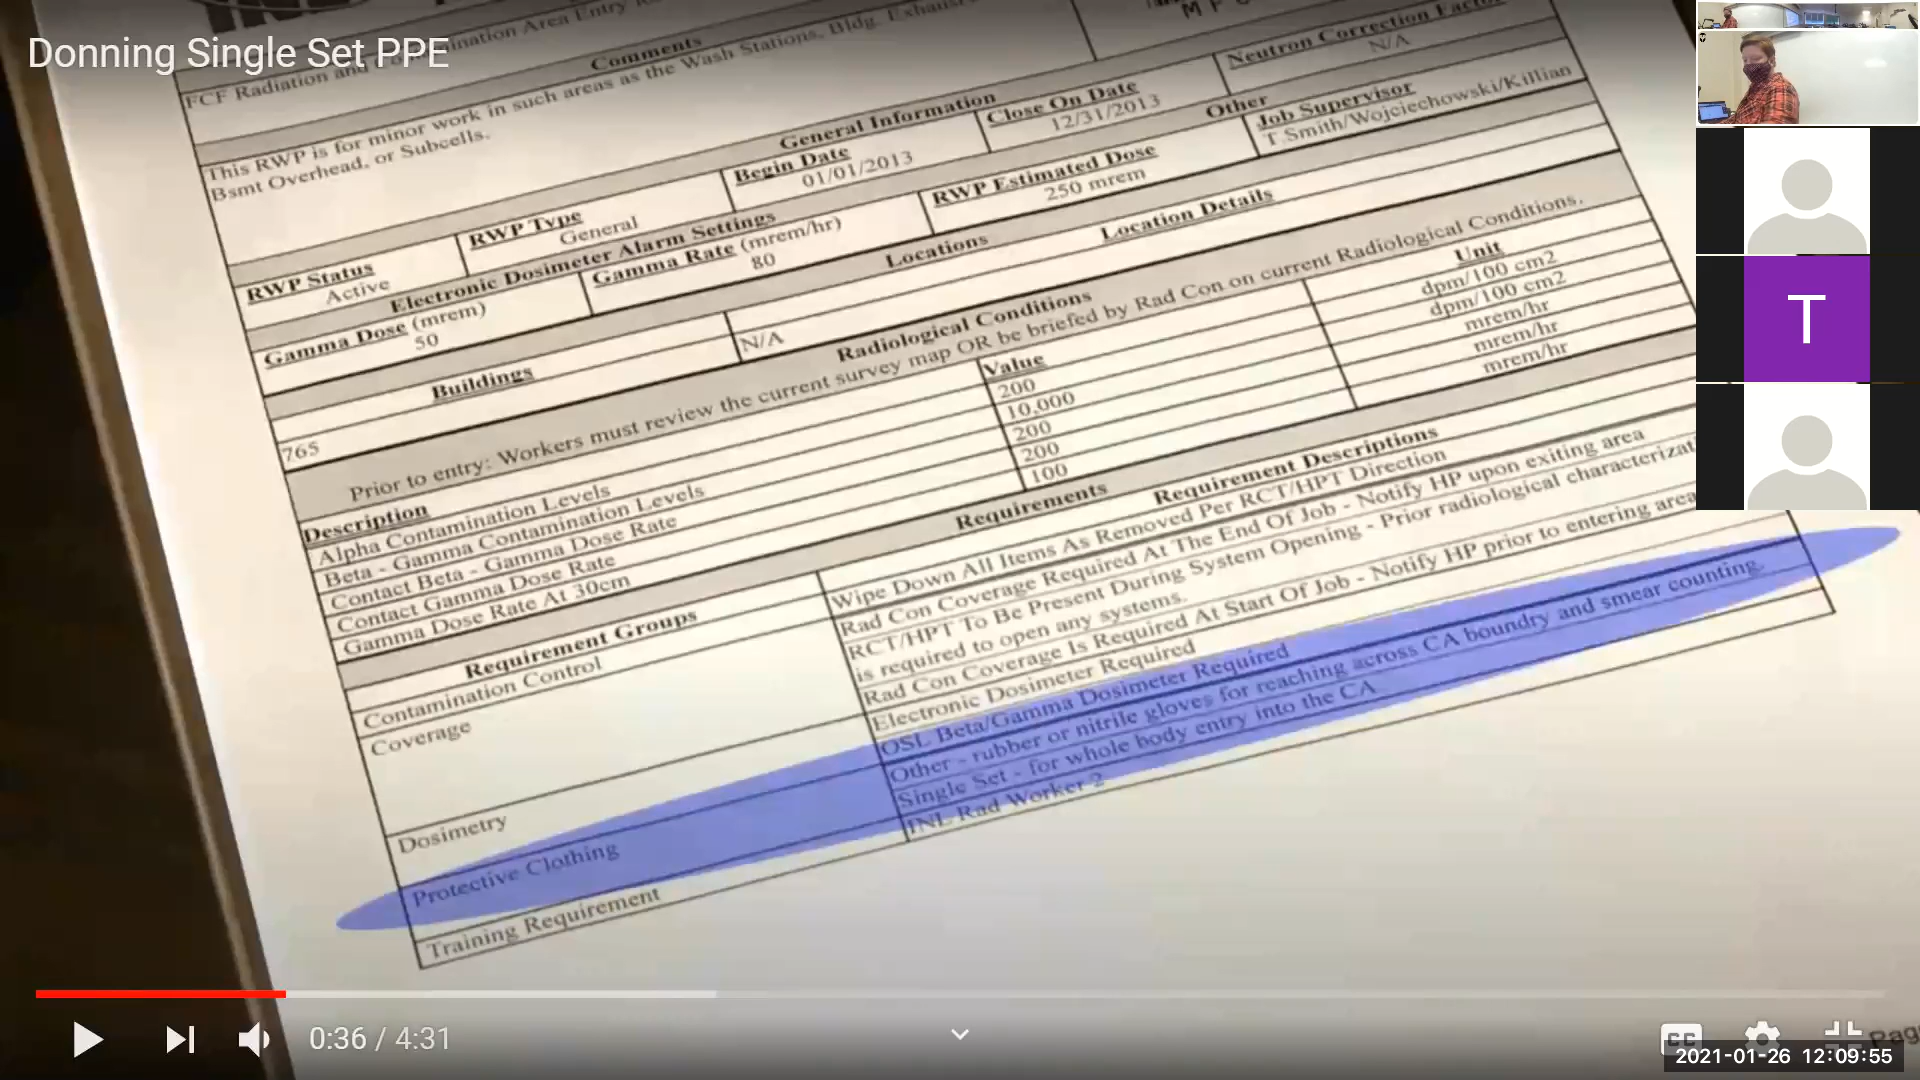 Donning Single Set PPE
FCF Radiation and Contamination Area Entry
Comments
This RWP is for minor work in such areas as the Wash Stations, Bldg. Exhaust
Bsmt Overhead, or Subcells.
General Information
RWP Status
Active
RWP Type
General
Begin Date
01/01/2013
Close On Date
12/31/2013
Neutron Correction Factor
N/A
Electronic Dosimeter Alarm Settings
Other
Gamma Dose (mrem)
50
Gamma Rate (mrem/hr)
80
RWP Estimated Dose
250 mrem
Job Supervisor
T.Smith/Wojciechowski/Killian
Locations
Buildings
Location Details
765
N/A
Radiological Conditions
Prior to entry: Workers must review the current survey map OR be briefed by Rad Con on current Radiological Conditions.
Description Value Unit
Alpha Contamination Levels 200 dpm/100 cm2
Beta - Gamma Contamination Levels 10,000 dpm/100 cm2
Contact Beta - Gamma Dose Rate 200 mrem/hr
Contact Gamma Dose Rate 200 mrem/hr
Gamma Dose Rate At 30cm 100 mrem/hr
Requirements
Requirement Groups Requirement Descriptions
Contamination Control Wipe Down All Items As Removed Per RCT/HPT Direction
Coverage Rad Con Coverage Required At The End Of Job - Notify HP upon exiting area
RCT/HPT To Be Present During System Opening - Prior radiological characterizat
is required to open any systems.
Rad Con Coverage Is Required At Start Of Job - Notify HP prior to entering area
Dosimetry Electronic Dosimeter Required
OSL Beta/Gamma Dosimeter Required
Protective Clothing Other - rubber or nitrile gloves for reaching across CA boundry and smear counting.
Single Set - for whole body entry into the CA
Training Requirement INL Rad Worker 2
T
0:36 / 4:31
CC
Pag
2021-01-26 12:09:55